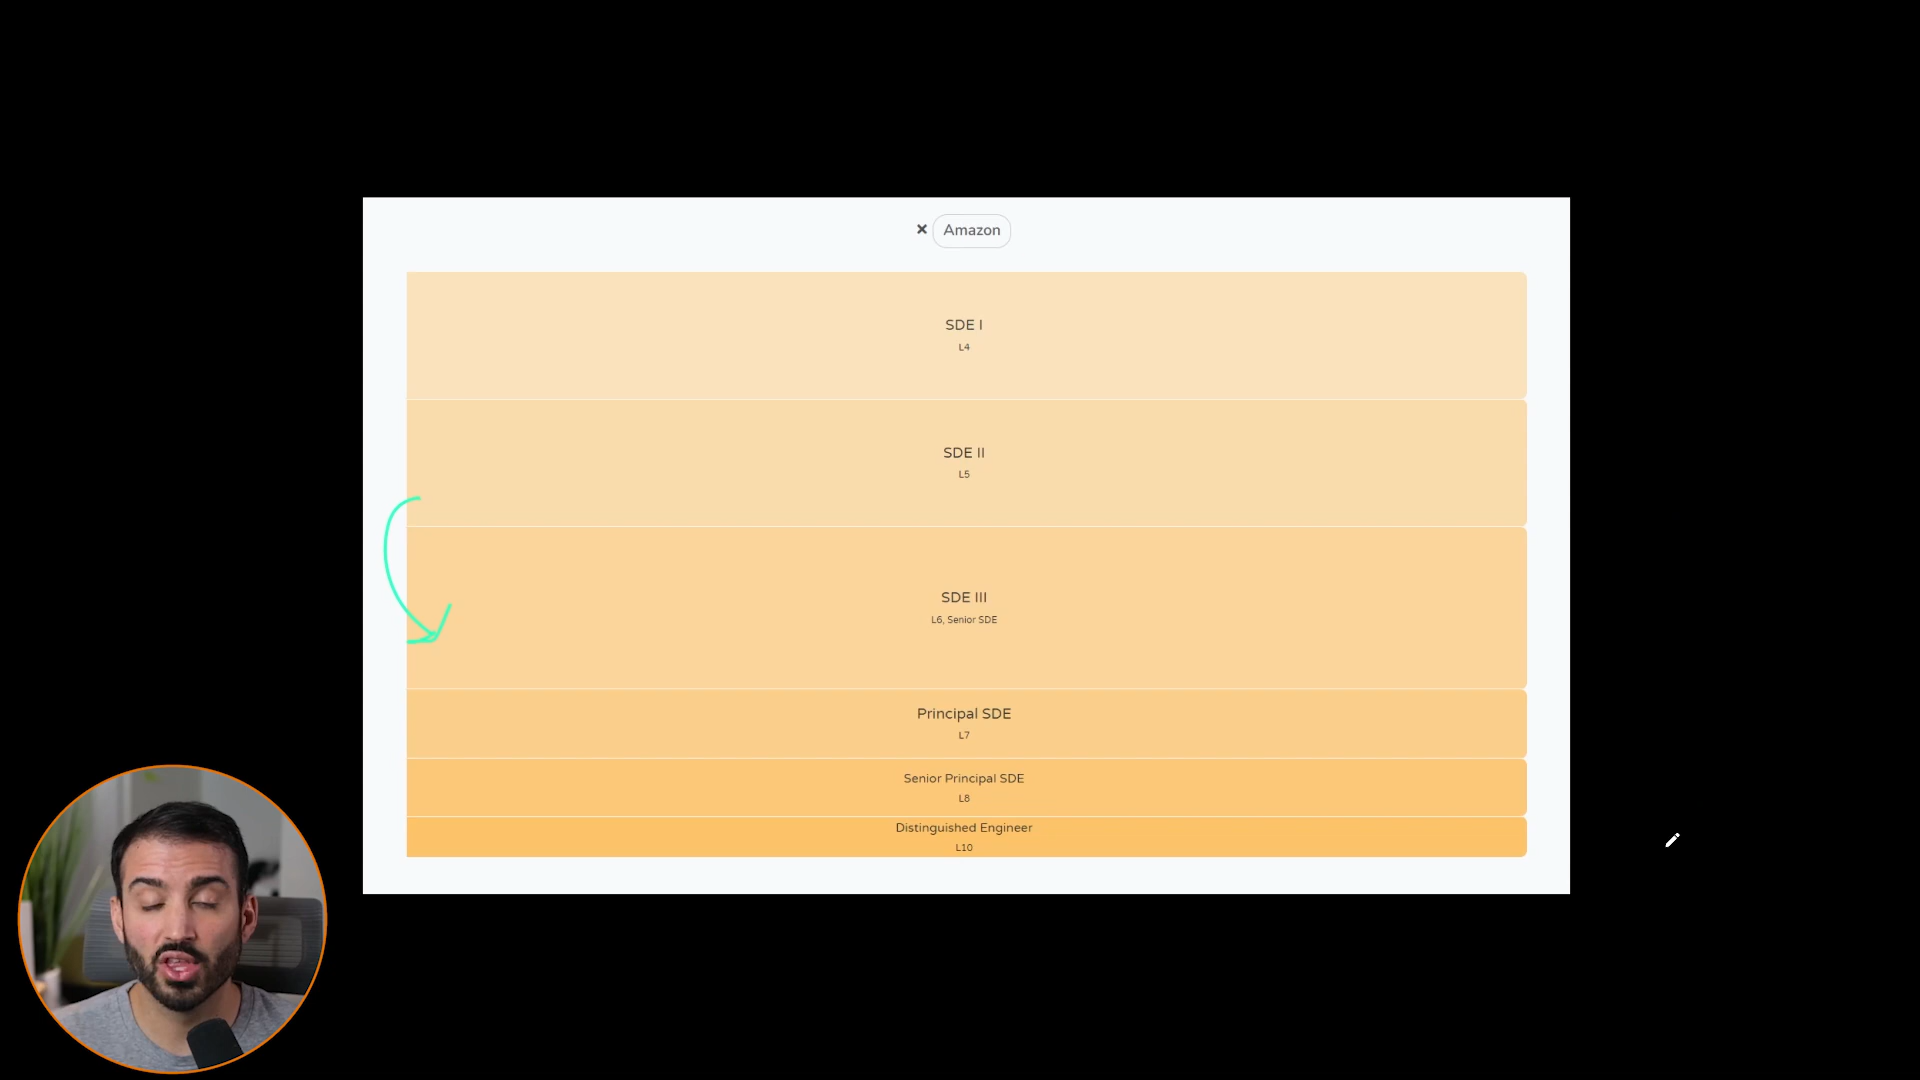 × Amazon
SDE I
L4
SDE II
L5
SDE III
L6, Senior SDE
Principal SDE
L7
Senior Principal SDE
L8
Distinguished Engineer
L10